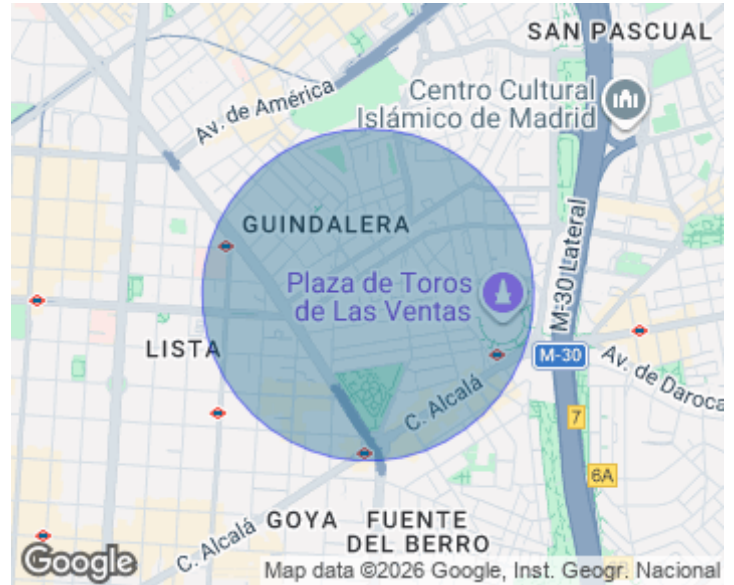 SAN PASCUAL
Centro Cultural
Islámico de Madrid
Av. de América
GUINDALERA
M-30 Lateral
Plaza de Toros
de Las Ventas
LISTA
M-30
Av. de Daroca
C. Alcalá
7
6A
GOYA
FUENTE
DEL BERRO
C. Alcalá
Google
Map data ©2026 Google, Inst. Geogr. Nacional